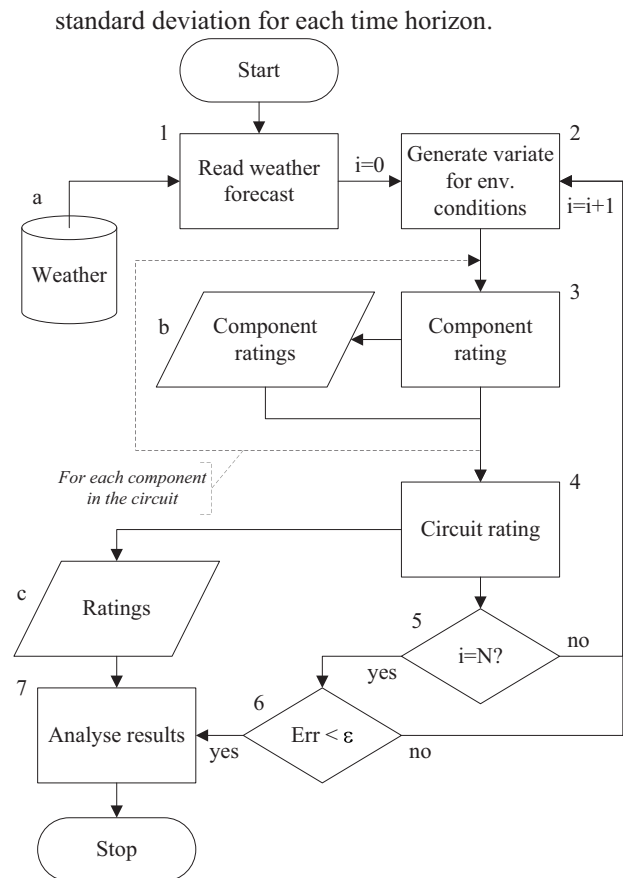 standard deviation for each time horizon.
Start
1
Read weather
forecast
i=0
2
Generate variate
for env.
conditions
i=i+1
a
Weather
3
Component
rating
b
Component
ratings
For each component
in the circuit
4
Circuit rating
c
Ratings
5
i=N?
yes
no
6
Err < ε
yes
no
7
Analyse results
Stop